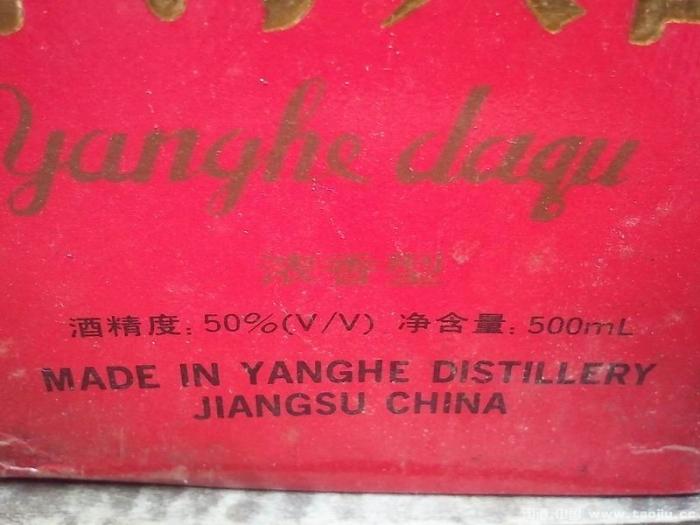 Yanghe daqu
浓香型
酒精度: 50%(V/V) 净含量: 500mL
MADE IN YANGHE DISTILLERY
JIANGSU CHINA